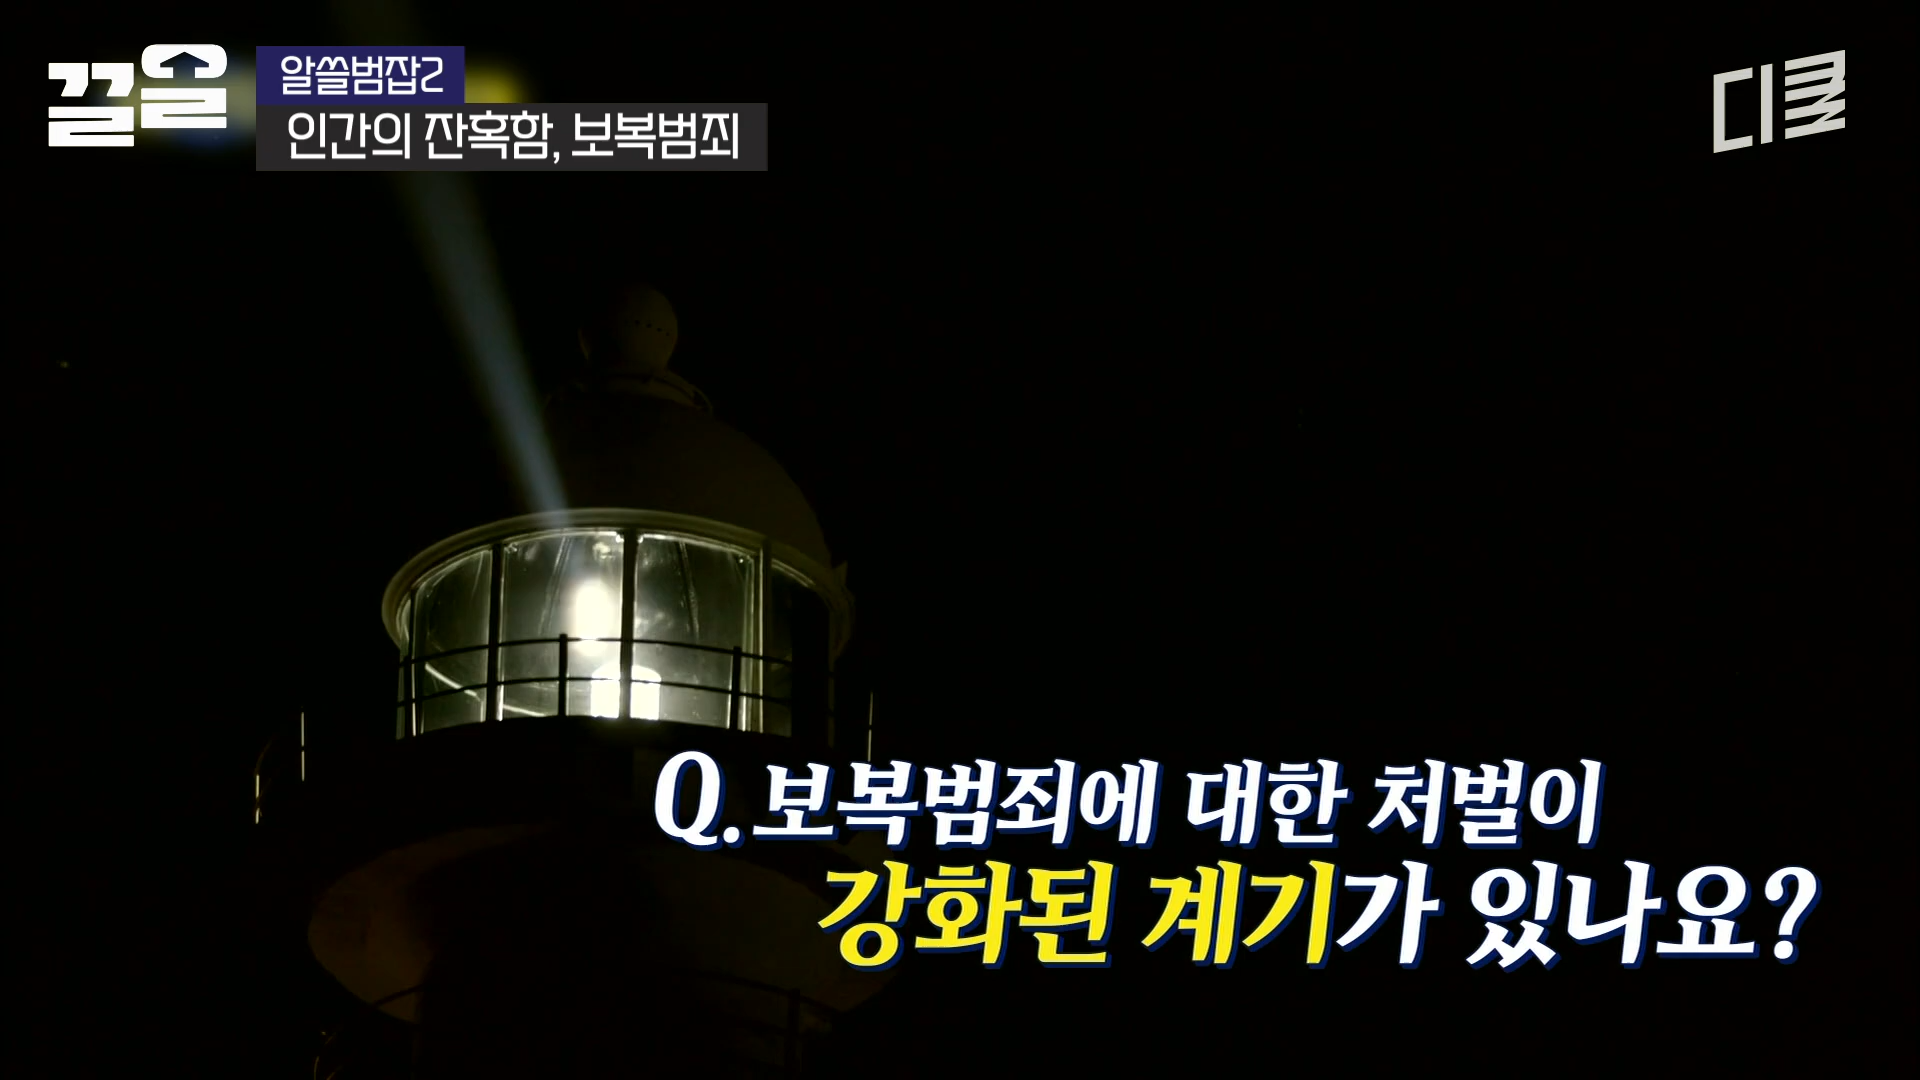 끌올
알쓸범잡2
인간의 잔혹함, 보복범죄
디글
Q. 보복범죄에 대한 처벌이
강화된 계기가 있나요?